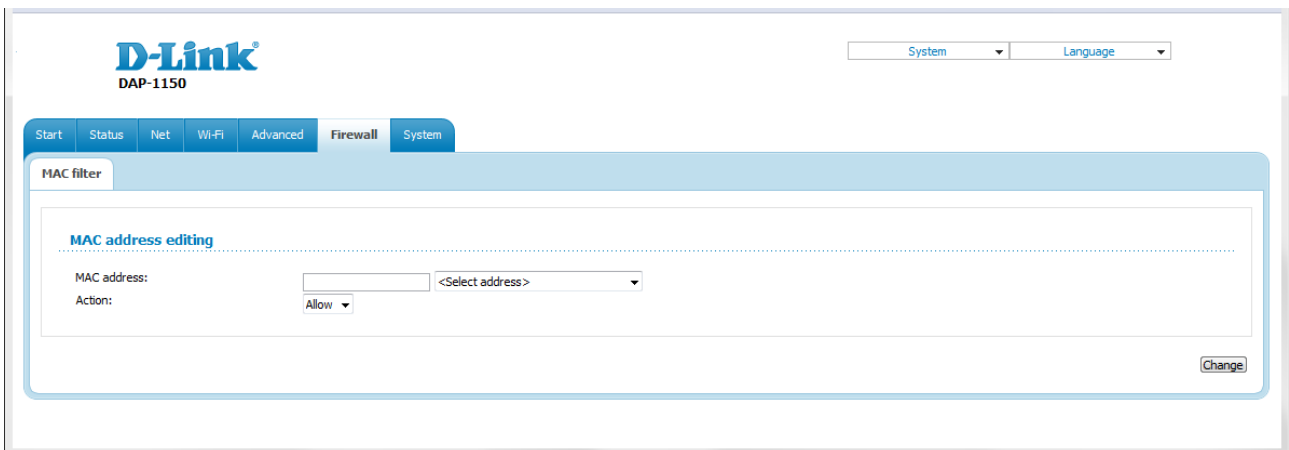 D-Link®
DAP-1150
System Language
Start Status Net Wi-Fi Advanced Firewall System
MAC filter
MAC address editing
MAC address: <Select address>
Action: Allow
Change